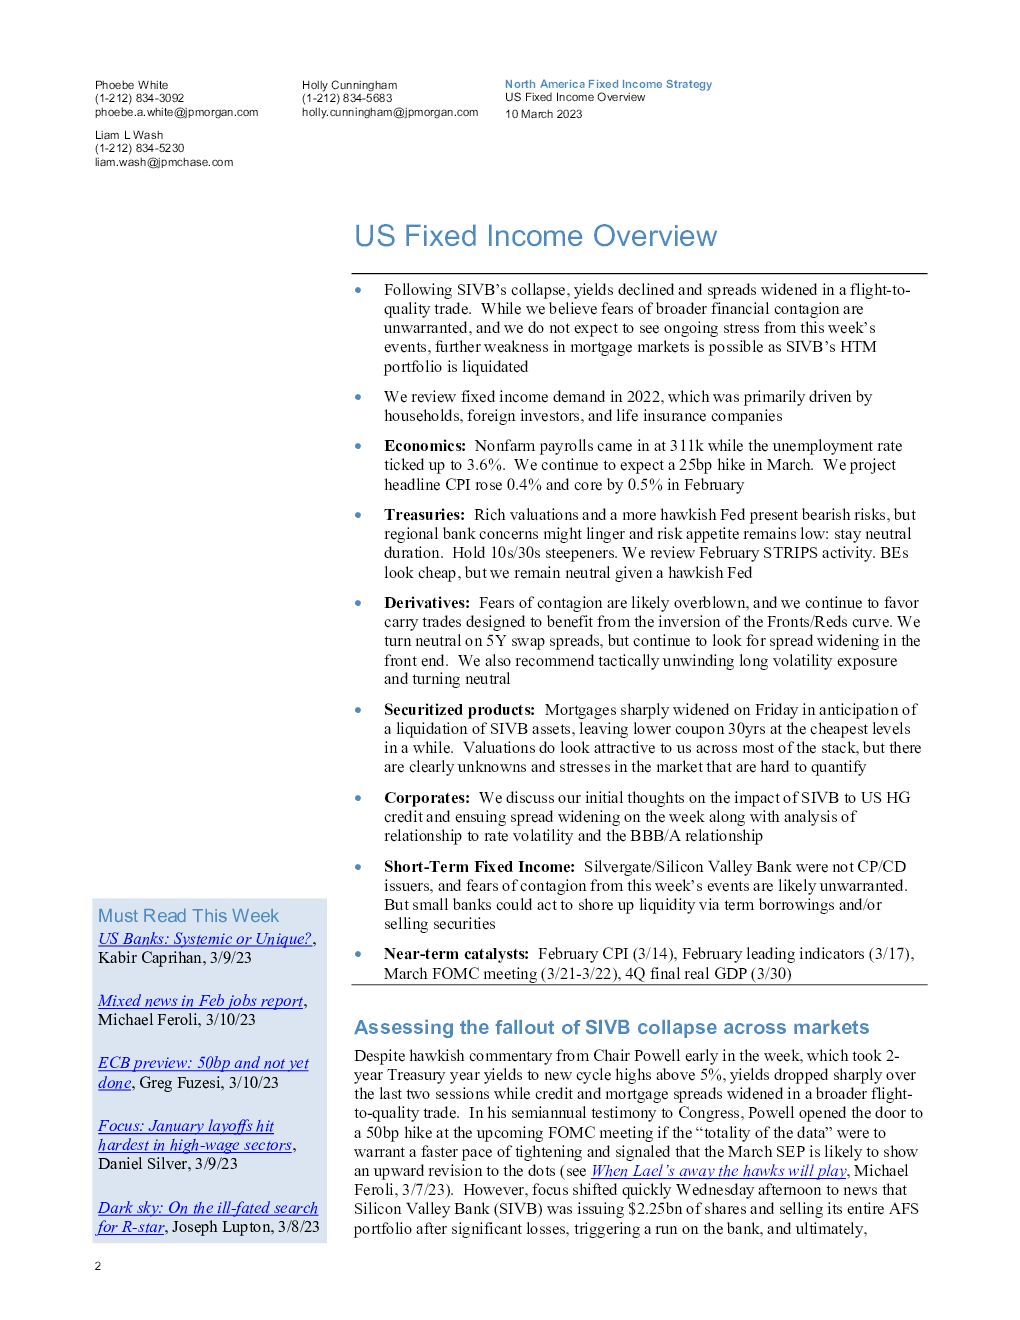 Phoebe White
(1-212) 834-3092
phoebe.a.white@jpmorgan.com
Liam L Wash
(1-212) 834-5230
liam.wash@jpmchase.com
Holly Cunningham
(1-212) 834-5683
holly.cunningham@jpmorgan.com
North America Fixed Income Strategy
US Fixed Income Overview
10 March 2023
US Fixed Income Overview
• Following SIVB’s collapse, yields declined and spreads widened in a flight-to-
quality trade.  While we believe fears of broader financial contagion are
unwarranted, and we do not expect to see ongoing stress from this week’s
events, further weakness in mortgage markets is possible as SIVB’s HTM
portfolio is liquidated
• We review fixed income demand in 2022, which was primarily driven by
households, foreign investors, and life insurance companies
• Economics:  Nonfarm payrolls came in at 311k while the unemployment rate
ticked up to 3.6%.  We continue to expect a 25bp hike in March.  We project
headline CPI rose 0.4% and core by 0.5% in February
• Treasuries:  Rich valuations and a more hawkish Fed present bearish risks, but
regional bank concerns might linger and risk appetite remains low: stay neutral
duration.  Hold 10s/30s steepeners. We review February STRIPS activity. BEs
look cheap, but we remain neutral given a hawkish Fed
• Derivatives:  Fears of contagion are likely overblown, and we continue to favor
carry trades designed to benefit from the inversion of the Fronts/Reds curve. We
turn neutral on 5Y swap spreads, but continue to look for spread widening in the
front end.  We also recommend tactically unwinding long volatility exposure
and turning neutral
• Securitized products:  Mortgages sharply widened on Friday in anticipation of
a liquidation of SIVB assets, leaving lower coupon 30yrs at the cheapest levels
in a while.  Valuations do look attractive to us across most of the stack, but there
are clearly unknowns and stresses in the market that are hard to quantify
• Corporates:  We discuss our initial thoughts on the impact of SIVB to US HG
credit and ensuing spread widening on the week along with analysis of
relationship to rate volatility and the BBB/A relationship
• Short-Term Fixed Income:  Silvergate/Silicon Valley Bank were not CP/CD
issuers, and fears of contagion from this week’s events are likely unwarranted.
But small banks could act to shore up liquidity via term borrowings and/or
selling securities
• Near-term catalysts:  February CPI (3/14), February leading indicators (3/17),
March FOMC meeting (3/21-3/22), 4Q final real GDP (3/30)
Must Read This Week
US Banks: Systemic or Unique?,
Kabir Caprihan, 3/9/23
Mixed news in Feb jobs report,
Michael Feroli, 3/10/23
ECB preview: 50bp and not yet
done, Greg Fuzesi, 3/10/23
Focus: January layoffs hit
hardest in high-wage sectors,
Daniel Silver, 3/9/23
Dark sky: On the ill-fated search
for R-star, Joseph Lupton, 3/8/23
Assessing the fallout of SIVB collapse across markets
Despite hawkish commentary from Chair Powell early in the week, which took 2-
year Treasury year yields to new cycle highs above 5%, yields dropped sharply over
the last two sessions while credit and mortgage spreads widened in a broader flight-
to-quality trade.  In his semiannual testimony to Congress, Powell opened the door to
a 50bp hike at the upcoming FOMC meeting if the “totality of the data” were to
warrant a faster pace of tightening and signaled that the March SEP is likely to show
an upward revision to the dots (see When Lael’s away the hawks will play, Michael
Feroli, 3/7/23).  However, focus shifted quickly Wednesday afternoon to news that
Silicon Valley Bank (SIVB) was issuing $2.25bn of shares and selling its entire AFS
portfolio after significant losses, triggering a run on the bank, and ultimately,
2